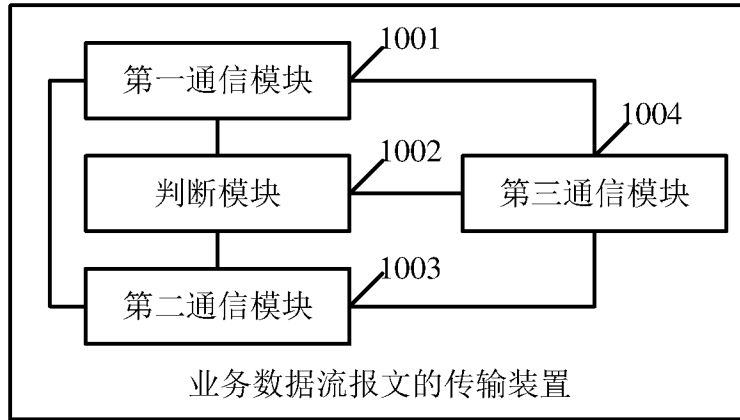 1001
第一通信模块
1004
1002
判断模块
第三通信模块
1003
第二通信模块
业务数据流报文的传输装置